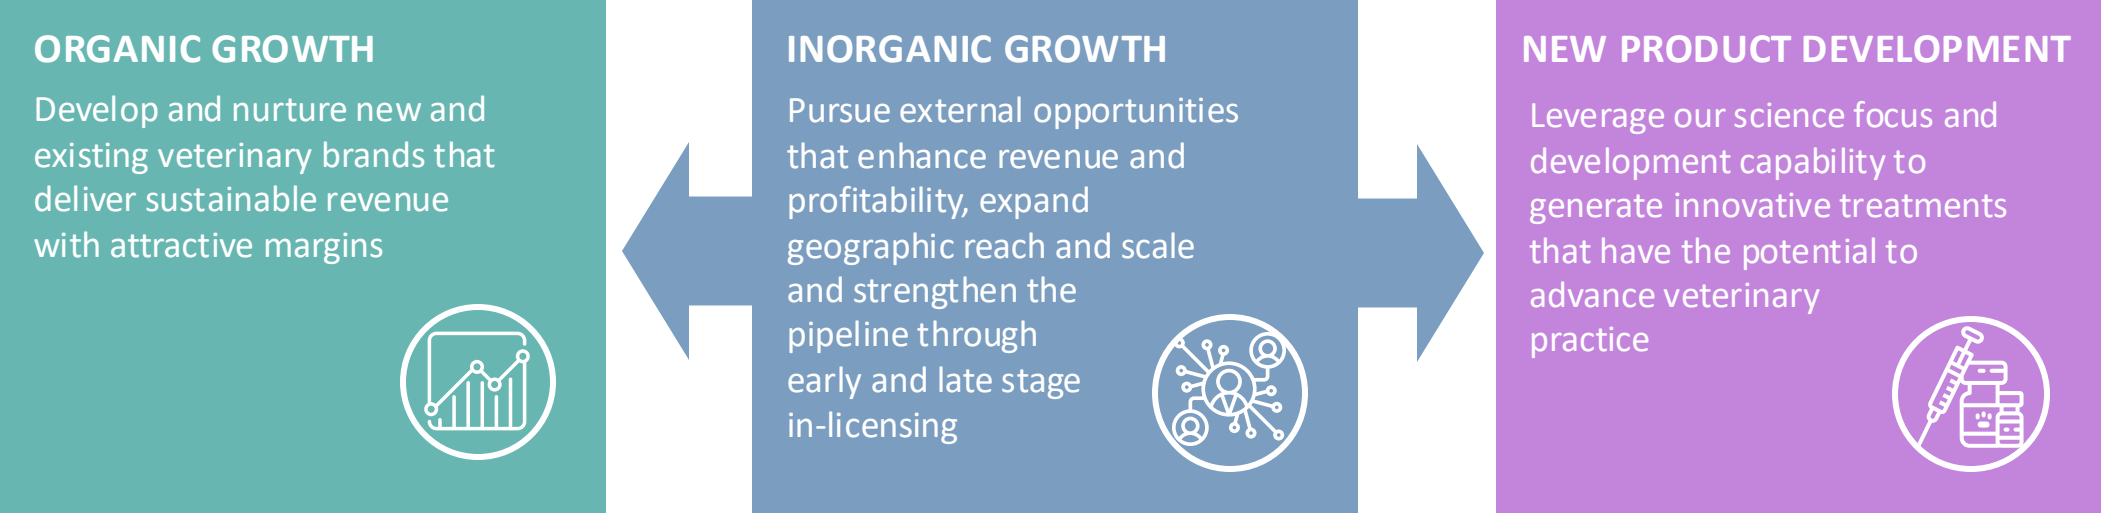 ORGANIC GROWTH
Develop and nurture new and
existing veterinary brands that
deliver sustainable revenue
with attractive margins
INORGANIC GROWTH
Pursue external opportunities
that enhance revenue and
profitability, expand
geographic reach and scale
and strengthen the
pipeline through
early and late stage
in-licensing
NEW PRODUCT DEVELOPMENT
Leverage our science focus and
development capability to
generate innovative treatments
that have the potential to
advance veterinary
practice